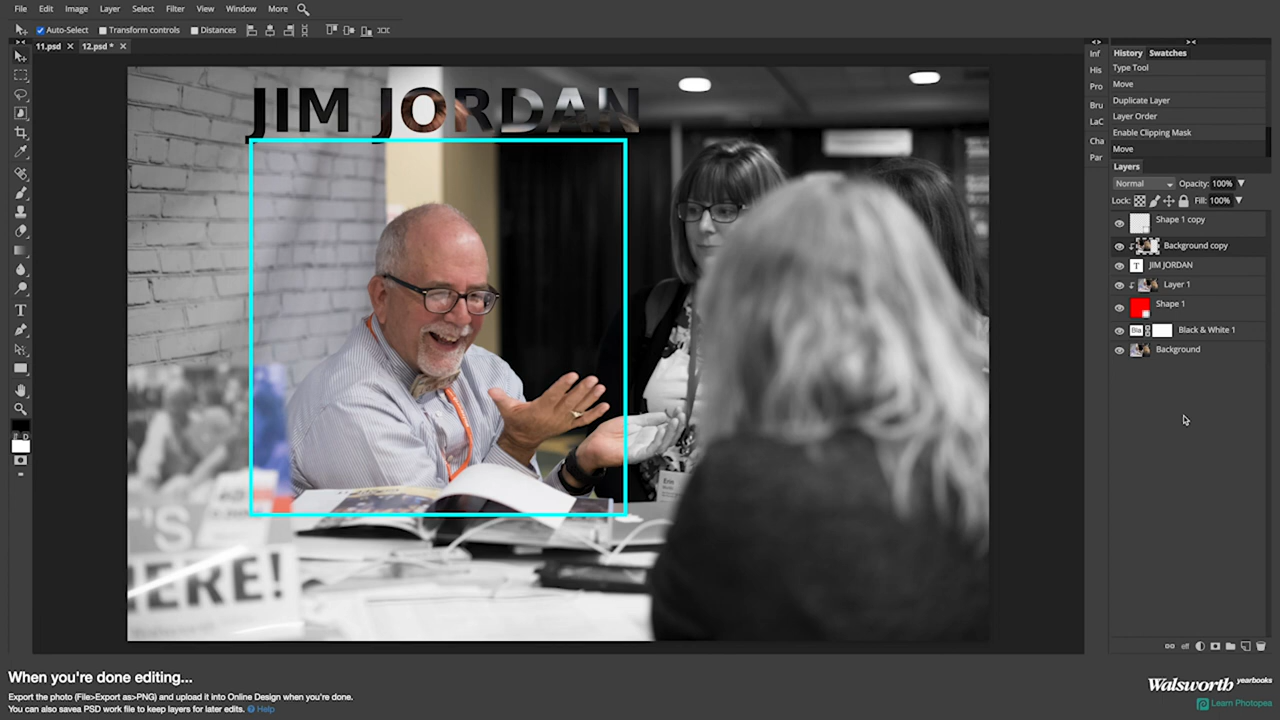 File Edit Image Layer Select Filter View Window More
Auto-Select Transform controls Distances
11.psd 12.psd *
JIM JORDAN
'S
HERE!
Inf
His
Pro
Bru
LaC
Cha
Par
History Swatches
Type Tool
Move
Duplicate Layer
Layer Order
Enable Clipping Mask
Move
Layers
Normal Opacity: 100%
Lock: Fill: 100%
Shape 1 copy
Background copy
T JIM JORDAN
Layer 1
Shape 1
Bla Black & White 1
Background
eff
When you're done editing...
Export the photo (File>Export as>PNG) and upload it into Online Design when you're done.
You can also savea PSD work file to keep layers for later edits. Help
Walsworth yearbooks
Learn Photopea